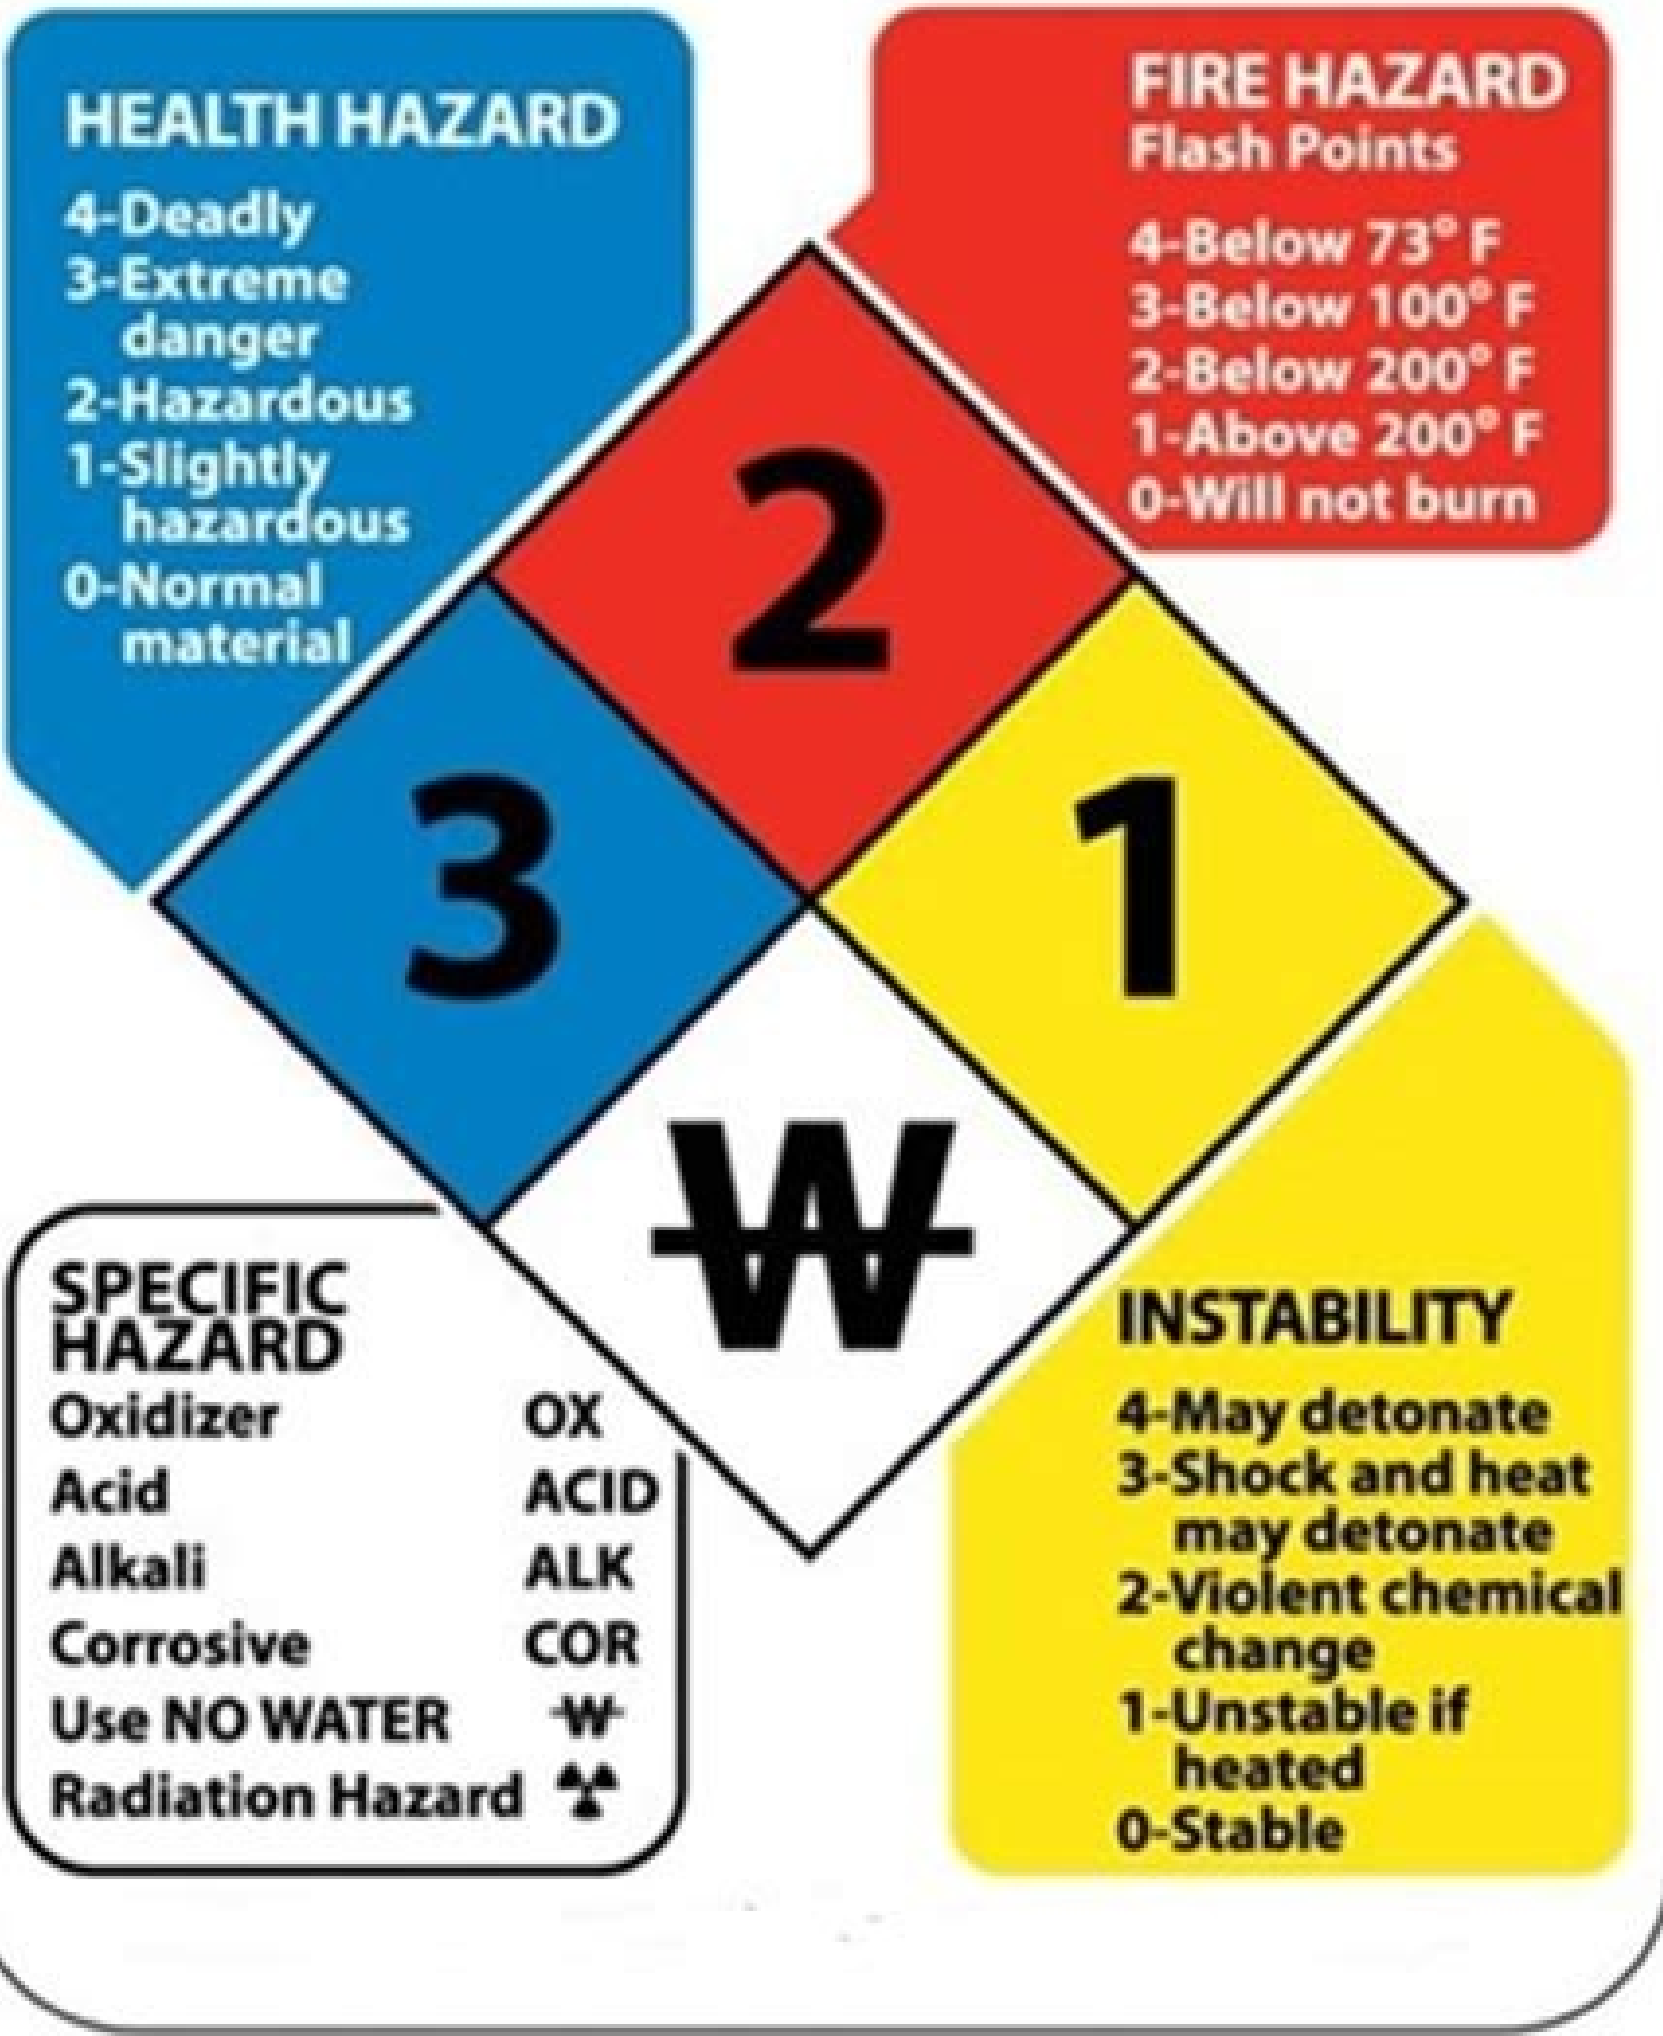 HEALTH HAZARD
4-Deadly
3-Extreme
danger
2-Hazardous
1-Slightly
hazardous
0-Normal
material
FIRE HAZARD
Flash Points
4-Below 73° F
3-Below 100° F
2-Below 200° F
1-Above 200° F
0-Will not burn
2
3
1
W
SPECIFIC
HAZARD
Oxidizer OX
Acid ACID
Alkali ALK
Corrosive COR
Use NO WATER W
Radiation Hazard
INSTABILITY
4-May detonate
3-Shock and heat
may detonate
2-Violent chemical
change
1-Unstable if
heated
0-Stable